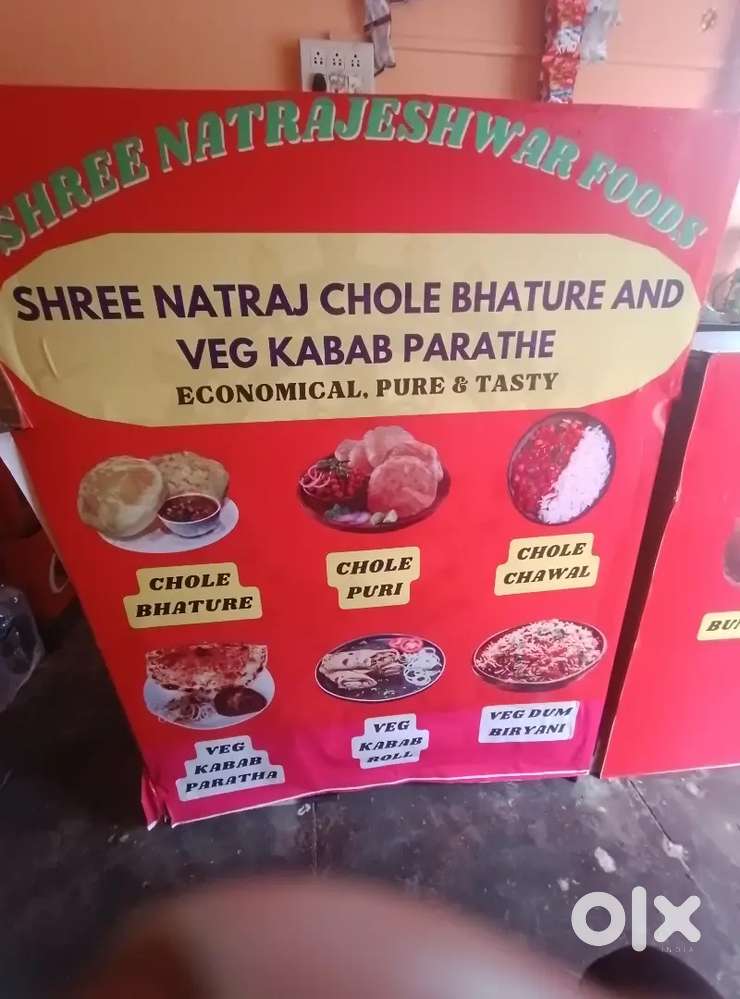 SHREE NATRAJESHWAR FOODS
SHREE NATRAJ CHOLE BHATURE AND
VEG KABAB PARATHE
ECONOMICAL, PURE & TASTY
CHOLE
BHATURE
CHOLE
PURI
CHOLE
CHAWAL
VEG
KABAB
PARATHA
VEG
KABAB
ROLL
VEG DUM
BIRYANI
olx
INDIA